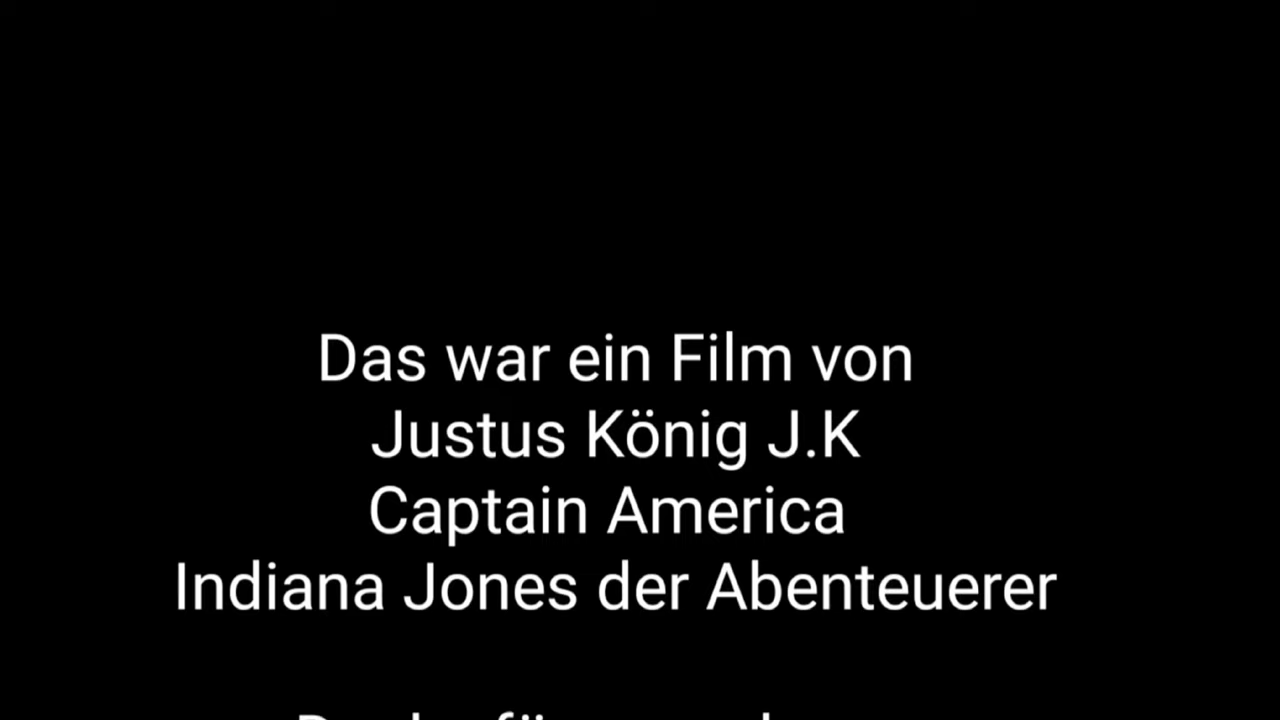 Das war ein Film von
Justus König J.K
Captain America
Indiana Jones der Abenteuerer